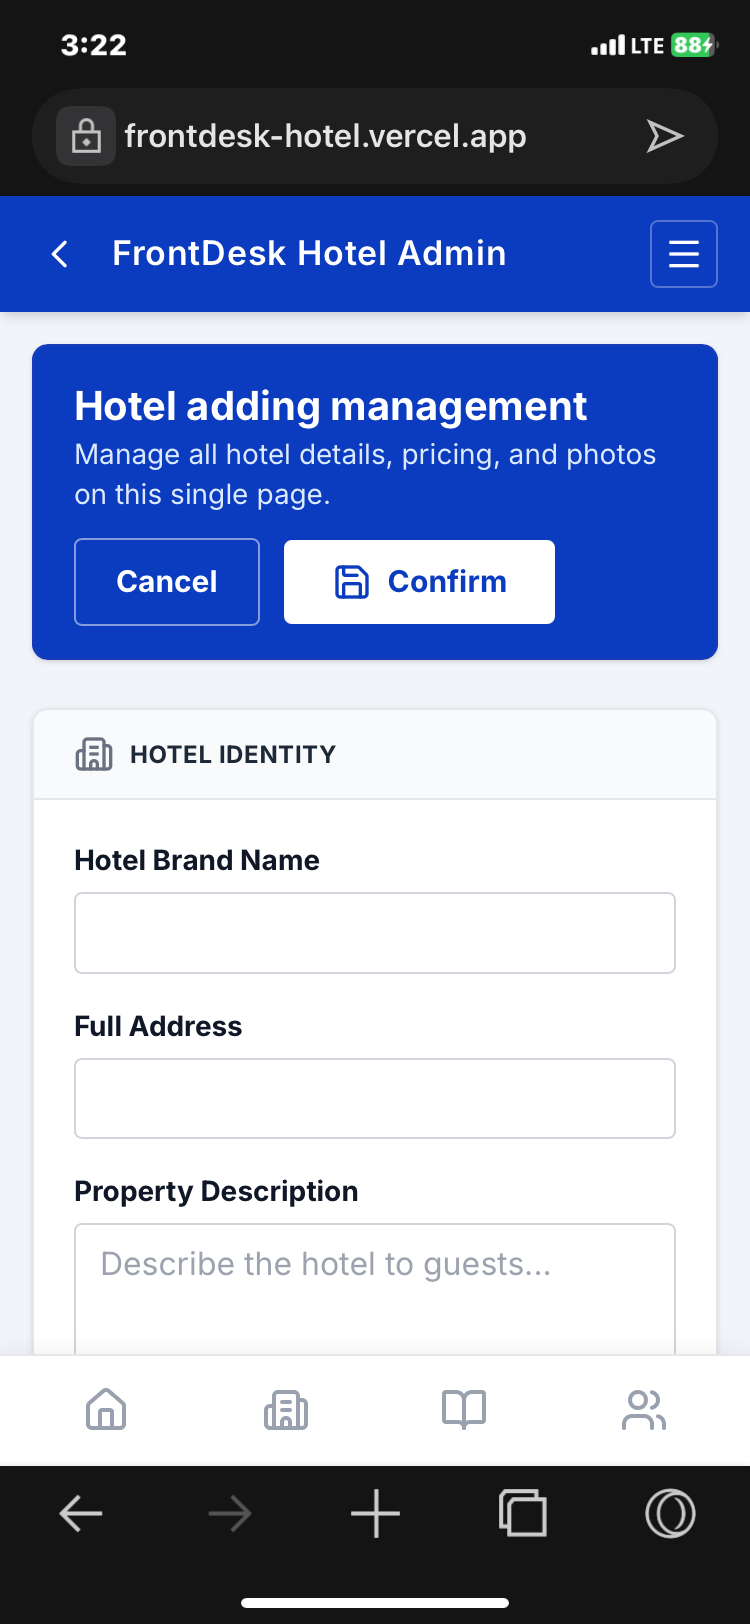 3:22
LTE 88
frontdesk-hotel.vercel.app
FrontDesk Hotel Admin
Hotel adding management
Manage all hotel details, pricing, and photos
on this single page.
Cancel
Confirm
HOTEL IDENTITY
Hotel Brand Name
Full Address
Property Description
Describe the hotel to guests...